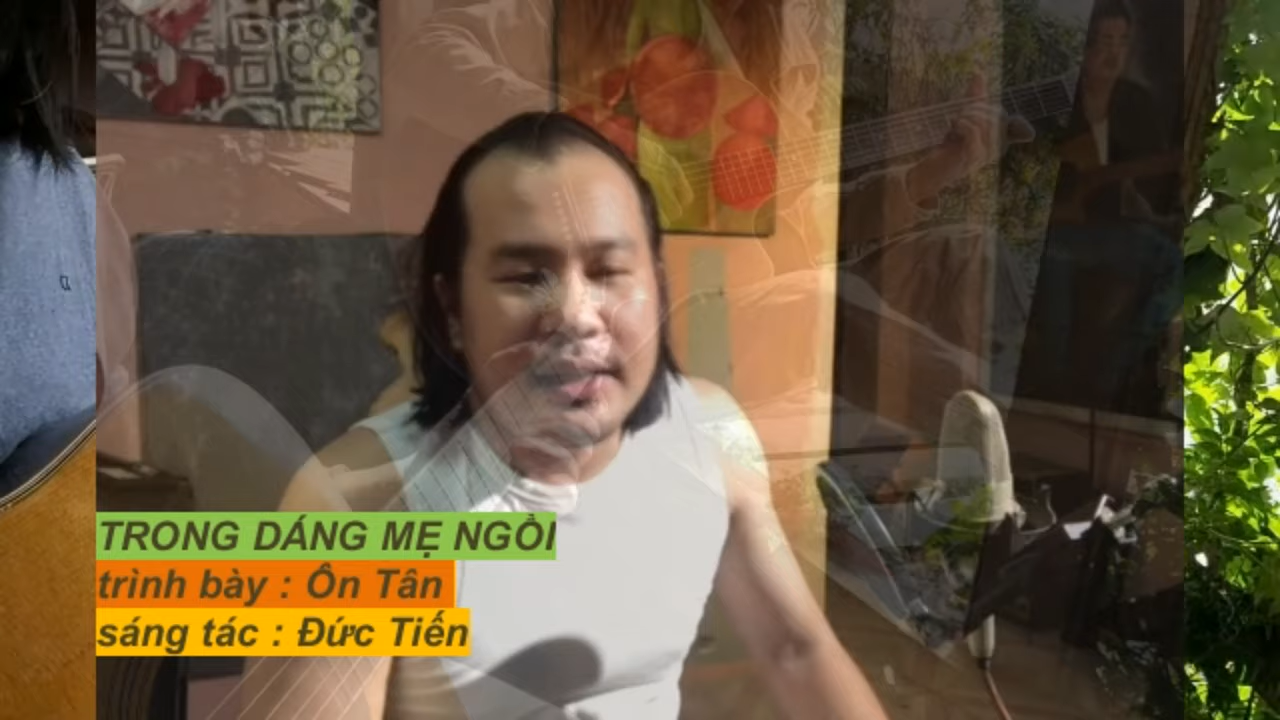 TRONG DÁNG MẸ NGỒI
trình bày : Ôn Tân
sáng tác : Đức Tiến